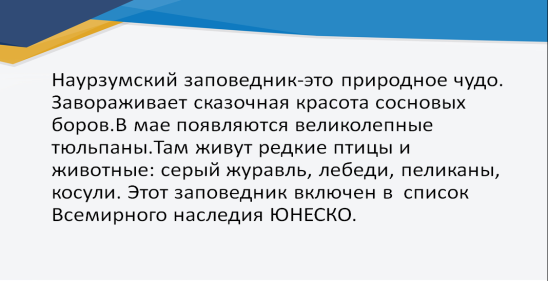 Наурзумский заповедник-это природное чудо.
Завораживает сказочная красота сосновых
боров.В мае появляются великолепные
тюльпаны.Там живут редкие птицы и
животные: серый журавль, лебеди, пеликаны,
косули. Этот заповедник включен в список
Всемирного наследия ЮНЕСКО.